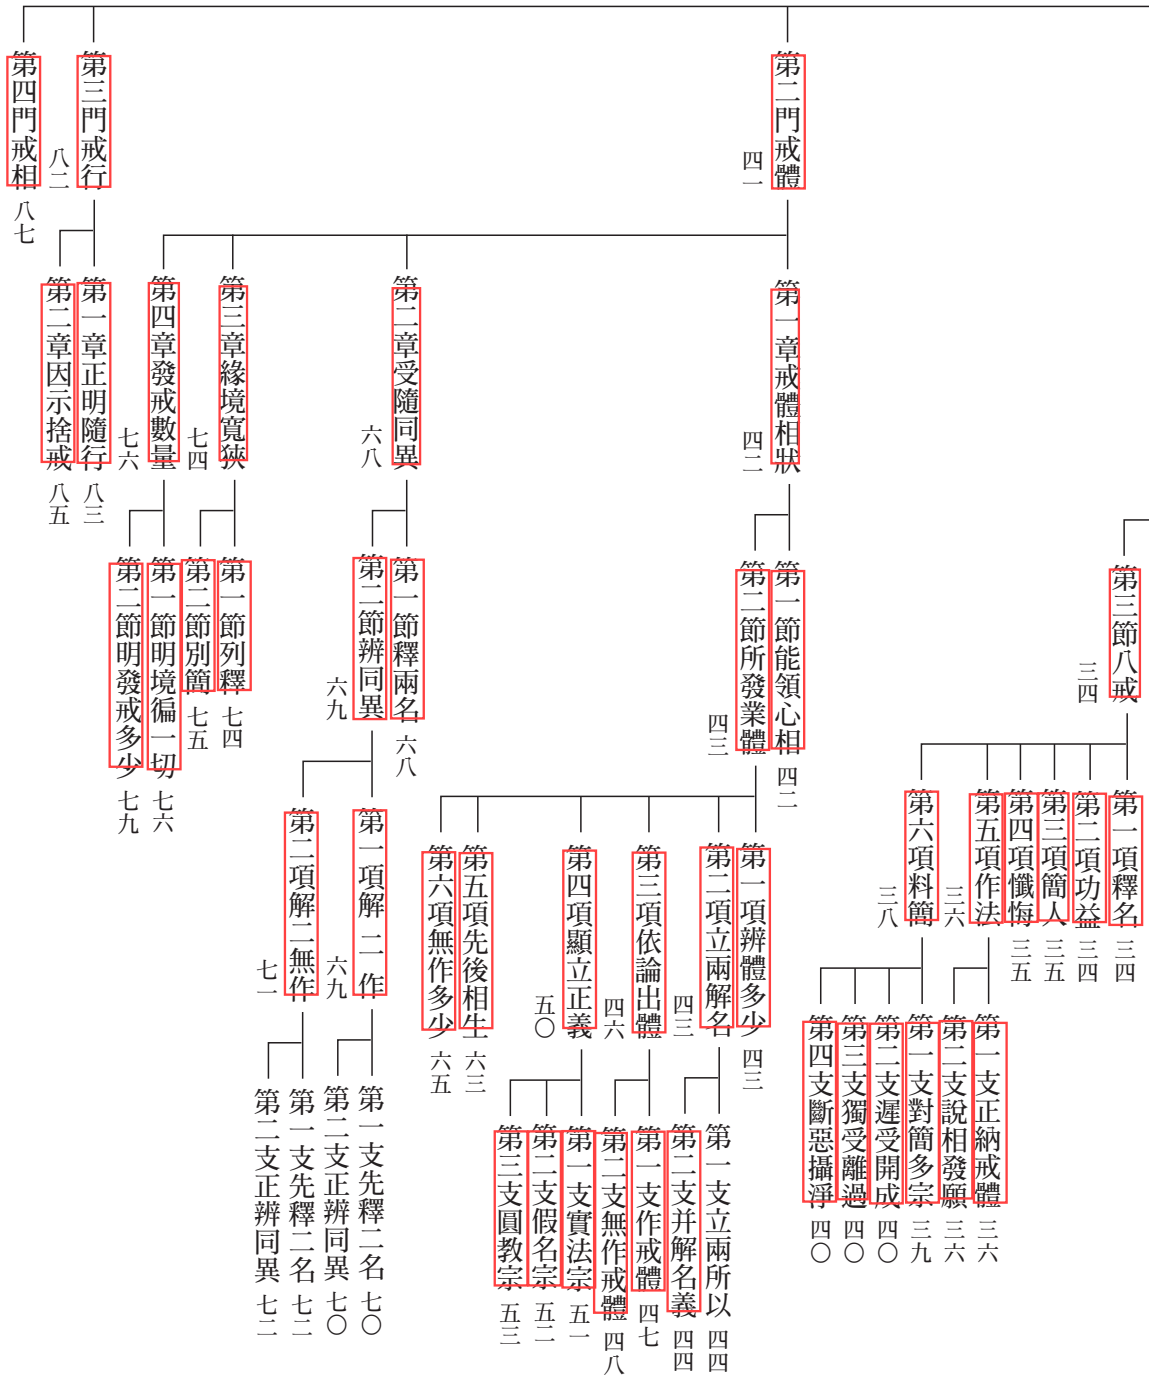 第三節八戒 三四
第一項釋名 三四
第二項功益 三四
第三項簡人 三五
第四項懺悔 三五
第五項作法 三六
第一支正納戒體 三六
第二支說相發願 三六
第六項料簡 三八
第一支對簡多宗 三九
第二支遲受開成 四〇
第三支獨受離過 四〇
第四支斷惡攝淨 四〇
第二門戒體 四一
第一章戒體相狀 四二
第一節能領心相 四二
第二節所發業體 四三
第一項辨體多少 四三
第二項立兩解名 四三
第一支立兩所以 四四
第二支并解名義 四四
第三項依論出體 四六
第一支作戒體 四七
第二支無作戒體 四八
第四項顯立正義 五〇
第一支實法宗 五一
第二支假名宗 五二
第三支圓教宗 五三
第五項先後相生 六三
第六項無作多少 六五
第二章受隨同異 六八
第一節釋兩名 六八
第二節辨同異 六九
第一項解二作 六九
第一支先釋二名 七〇
第二支正辨同異 七〇
第二項解二無作 七一
第一支先釋二名 七二
第二支正辨同異 七二
第三章緣境寬狹 七四
第一節列釋 七四
第二節別簡 七五
第四章發戒數量 七六
第一節明境徧一切 七六
第二節明發戒多少 七九
第三門戒行 八二
第一章正明隨行 八三
第二章因示捨戒 八五
第四門戒相 八七